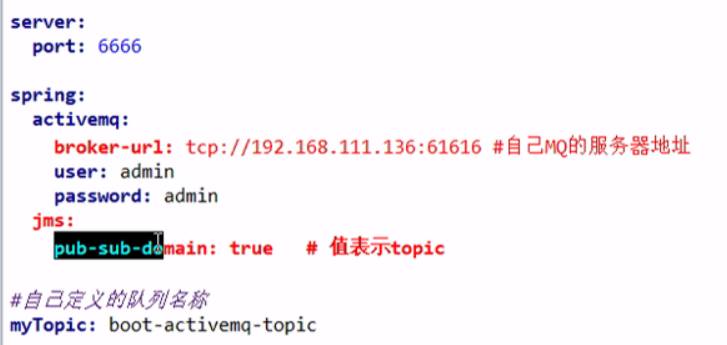 server:
  port: 6666
spring:
  activemq:
    broker-url: tcp://192.168.111.136:61616 #自己MQ的服务器地址
    user: admin
    password: admin
  jms:
    pub-sub-domain: true   # 值表示topic
#自己定义的队列名称
myTopic: boot-activemq-topic